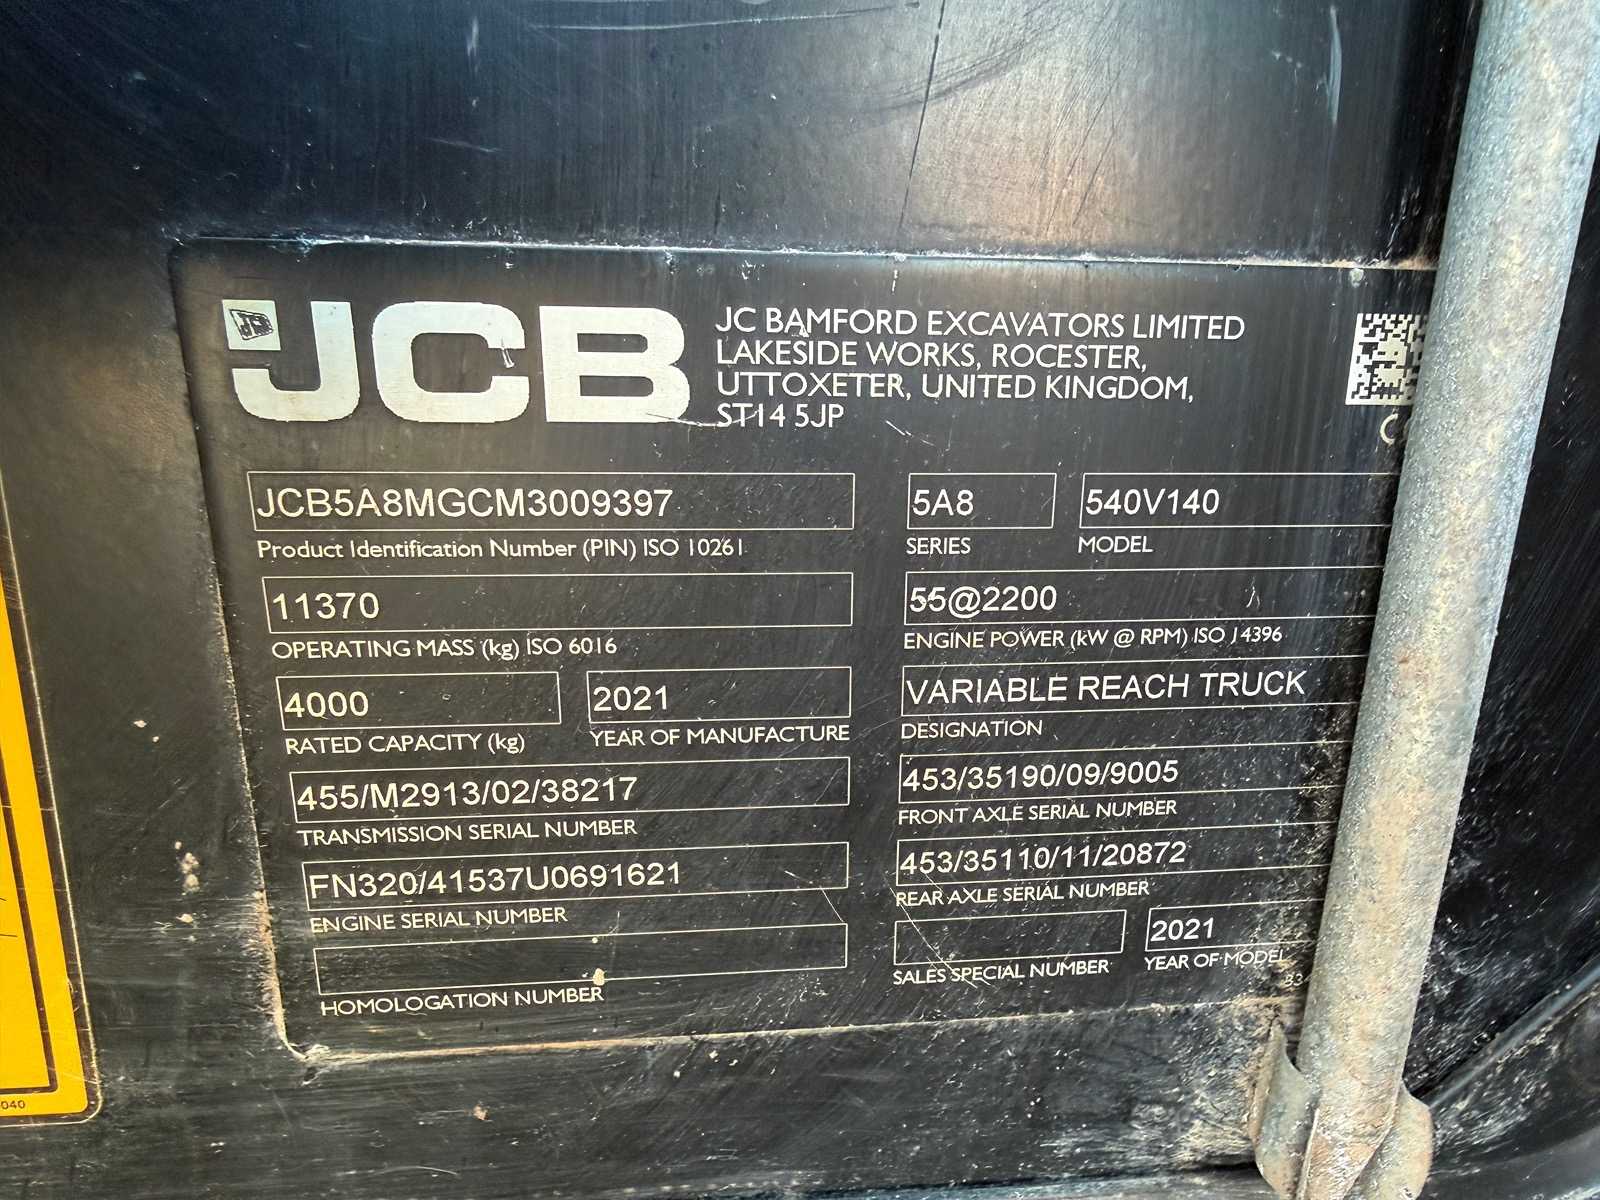 JCB
JC BAMFORD EXCAVATORS LIMITED
LAKESIDE WORKS, ROCESTER,
UTTOXETER, UNITED KINGDOM,
ST14 5JP
JCB5A8MGCM3009397
Product Identification Number (PIN) ISO 10261
5A8
SERIES
540V140
MODEL
11370
OPERATING MASS (kg) ISO 6016
55@2200
ENGINE POWER (kW @ RPM) ISO 14396
4000
RATED CAPACITY (kg)
2021
YEAR OF MANUFACTURE
VARIABLE REACH TRUCK
DESIGNATION
455/M2913/02/38217
TRANSMISSION SERIAL NUMBER
453/35190/09/9005
FRONT AXLE SERIAL NUMBER
FN320/41537U0691621
ENGINE SERIAL NUMBER
453/35110/11/20872
REAR AXLE SERIAL NUMBER
HOMOLOGATION NUMBER
SALES SPECIAL NUMBER
2021
YEAR OF MODEL
040